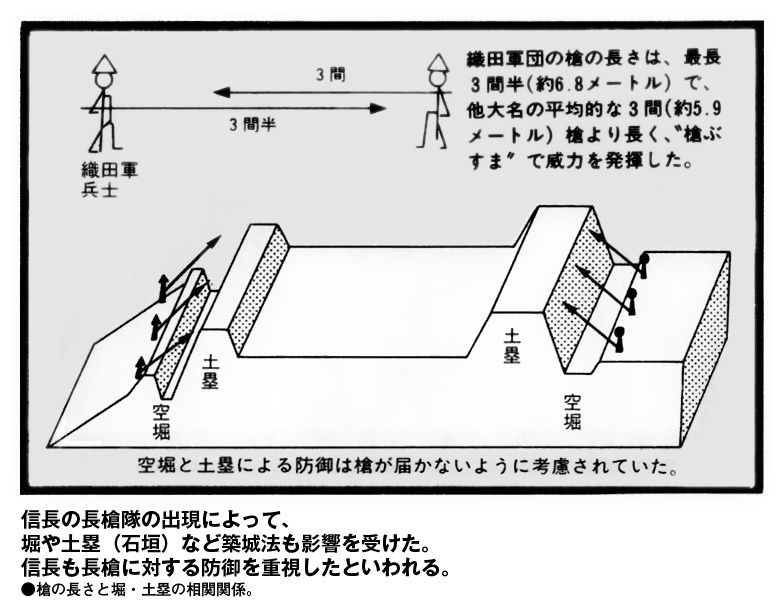 織田軍団の槍の長さは、最長
３間半(約6.8メートル) で、
他大名の平均的な３間(約5.9
メートル) 槍より長く、〝槍ぶ
すま〟で威力を発揮した。
３間
３間半
織田軍
兵士
土塁
土塁
空堀
空堀
空堀と土塁による防御は槍が届かないように考慮されていた。
信長の長槍隊の出現によって、
堀や土塁（石垣）など築城法も影響を受けた。
信長も長槍に対する防御を重視したといわれる。
●槍の長さと堀・土塁の相関関係。